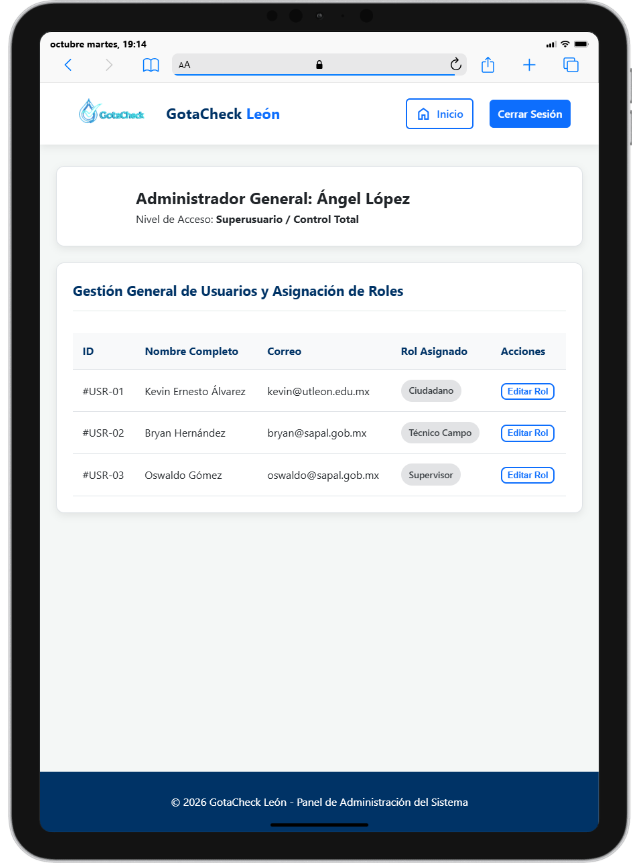 octubre martes, 19:14
AA
GotaCheck
GotaCheck León
Inicio
Cerrar Sesión
Administrador General: Ángel López
Nivel de Acceso: Superusuario / Control Total
Gestión General de Usuarios y Asignación de Roles
ID Nombre Completo Correo Rol Asignado Acciones
#USR-01 Kevin Ernesto Álvarez kevin@utleon.edu.mx Ciudadano Editar Rol
#USR-02 Bryan Hernández bryan@sapal.gob.mx Técnico Campo Editar Rol
#USR-03 Oswaldo Gómez oswaldo@sapal.gob.mx Supervisor Editar Rol
© 2026 GotaCheck León - Panel de Administración del Sistema